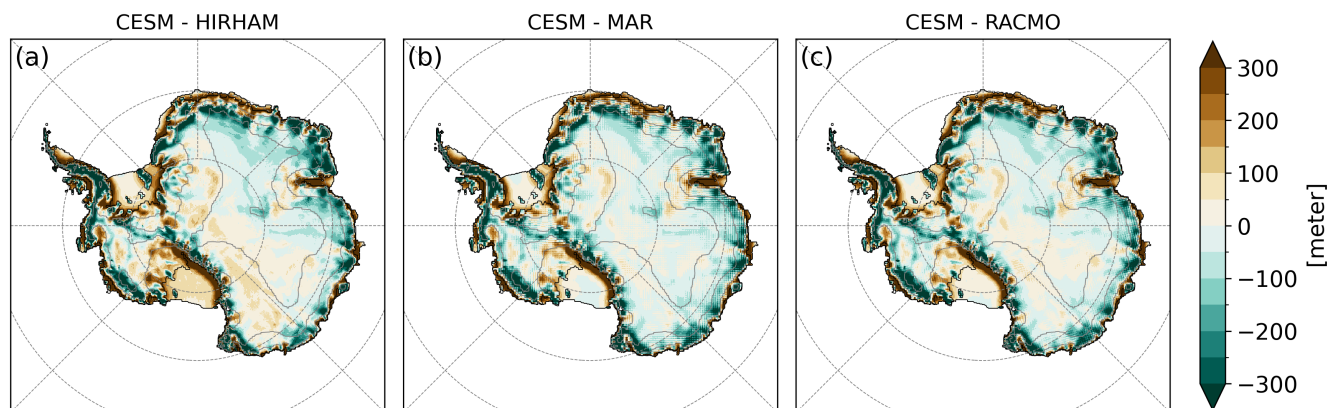 CESM - HIRHAM
CESM - MAR
CESM - RACMO
(a)
(b)
(c)
300
200
100
0
−100
−200
−300
[meter]